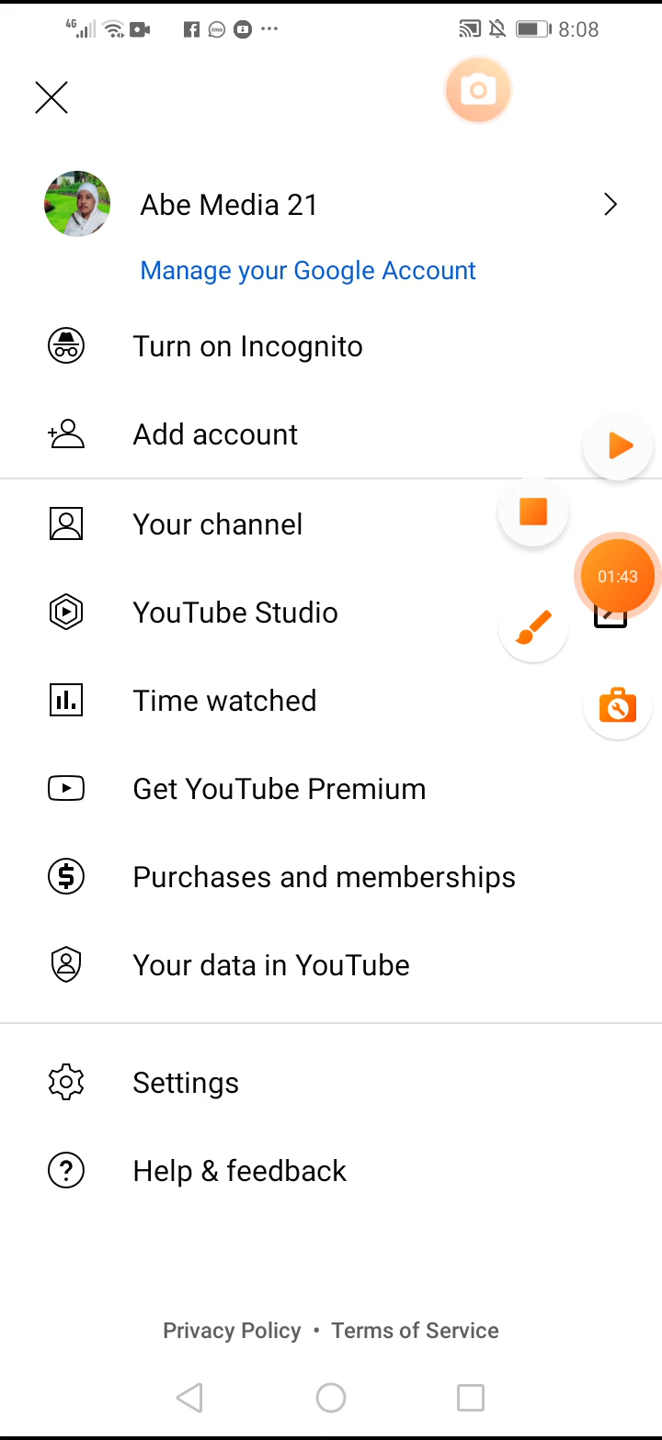 4G 8:08
Abe Media 21
Manage your Google Account
Turn on Incognito
Add account
Your channel
01:43
YouTube Studio
Time watched
Get YouTube Premium
Purchases and memberships
Your data in YouTube
Settings
Help & feedback
Privacy Policy • Terms of Service